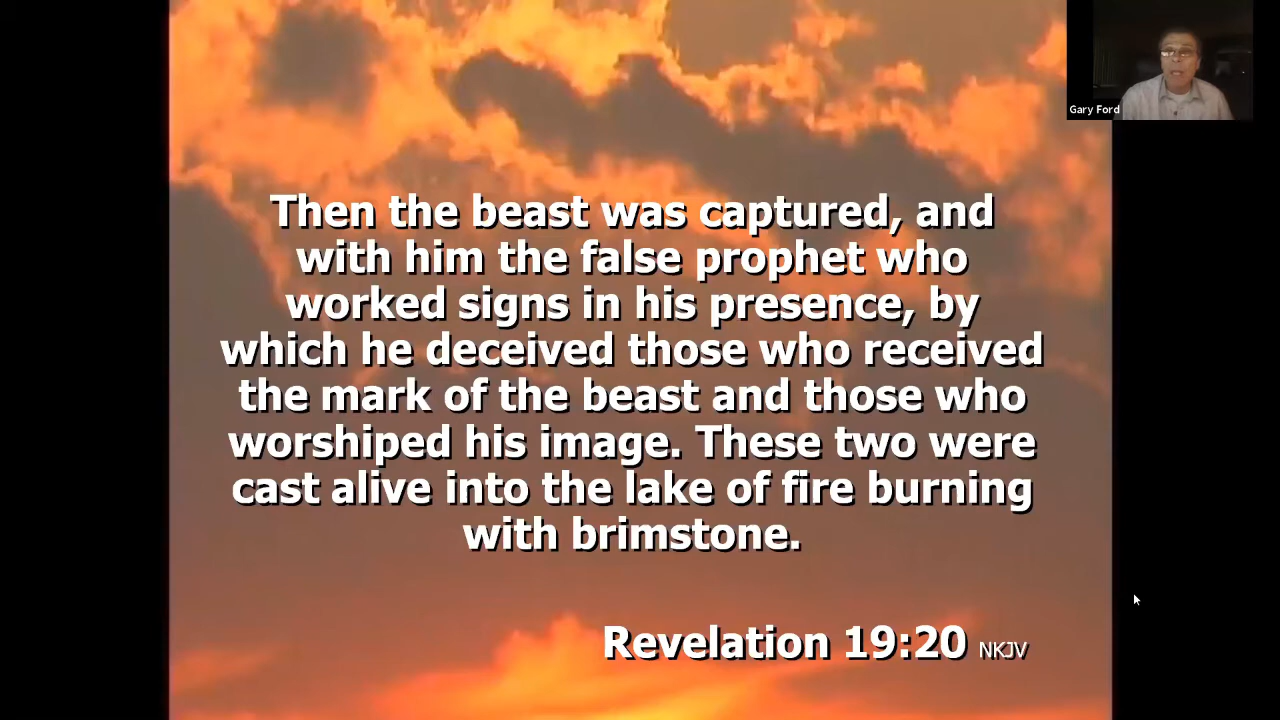 Gary Ford
Then the beast was captured, and
with him the false prophet who
worked signs in his presence, by
which he deceived those who received
the mark of the beast and those who
worshiped his image. These two were
cast alive into the lake of fire burning
with brimstone.
Revelation 19:20 NKJV